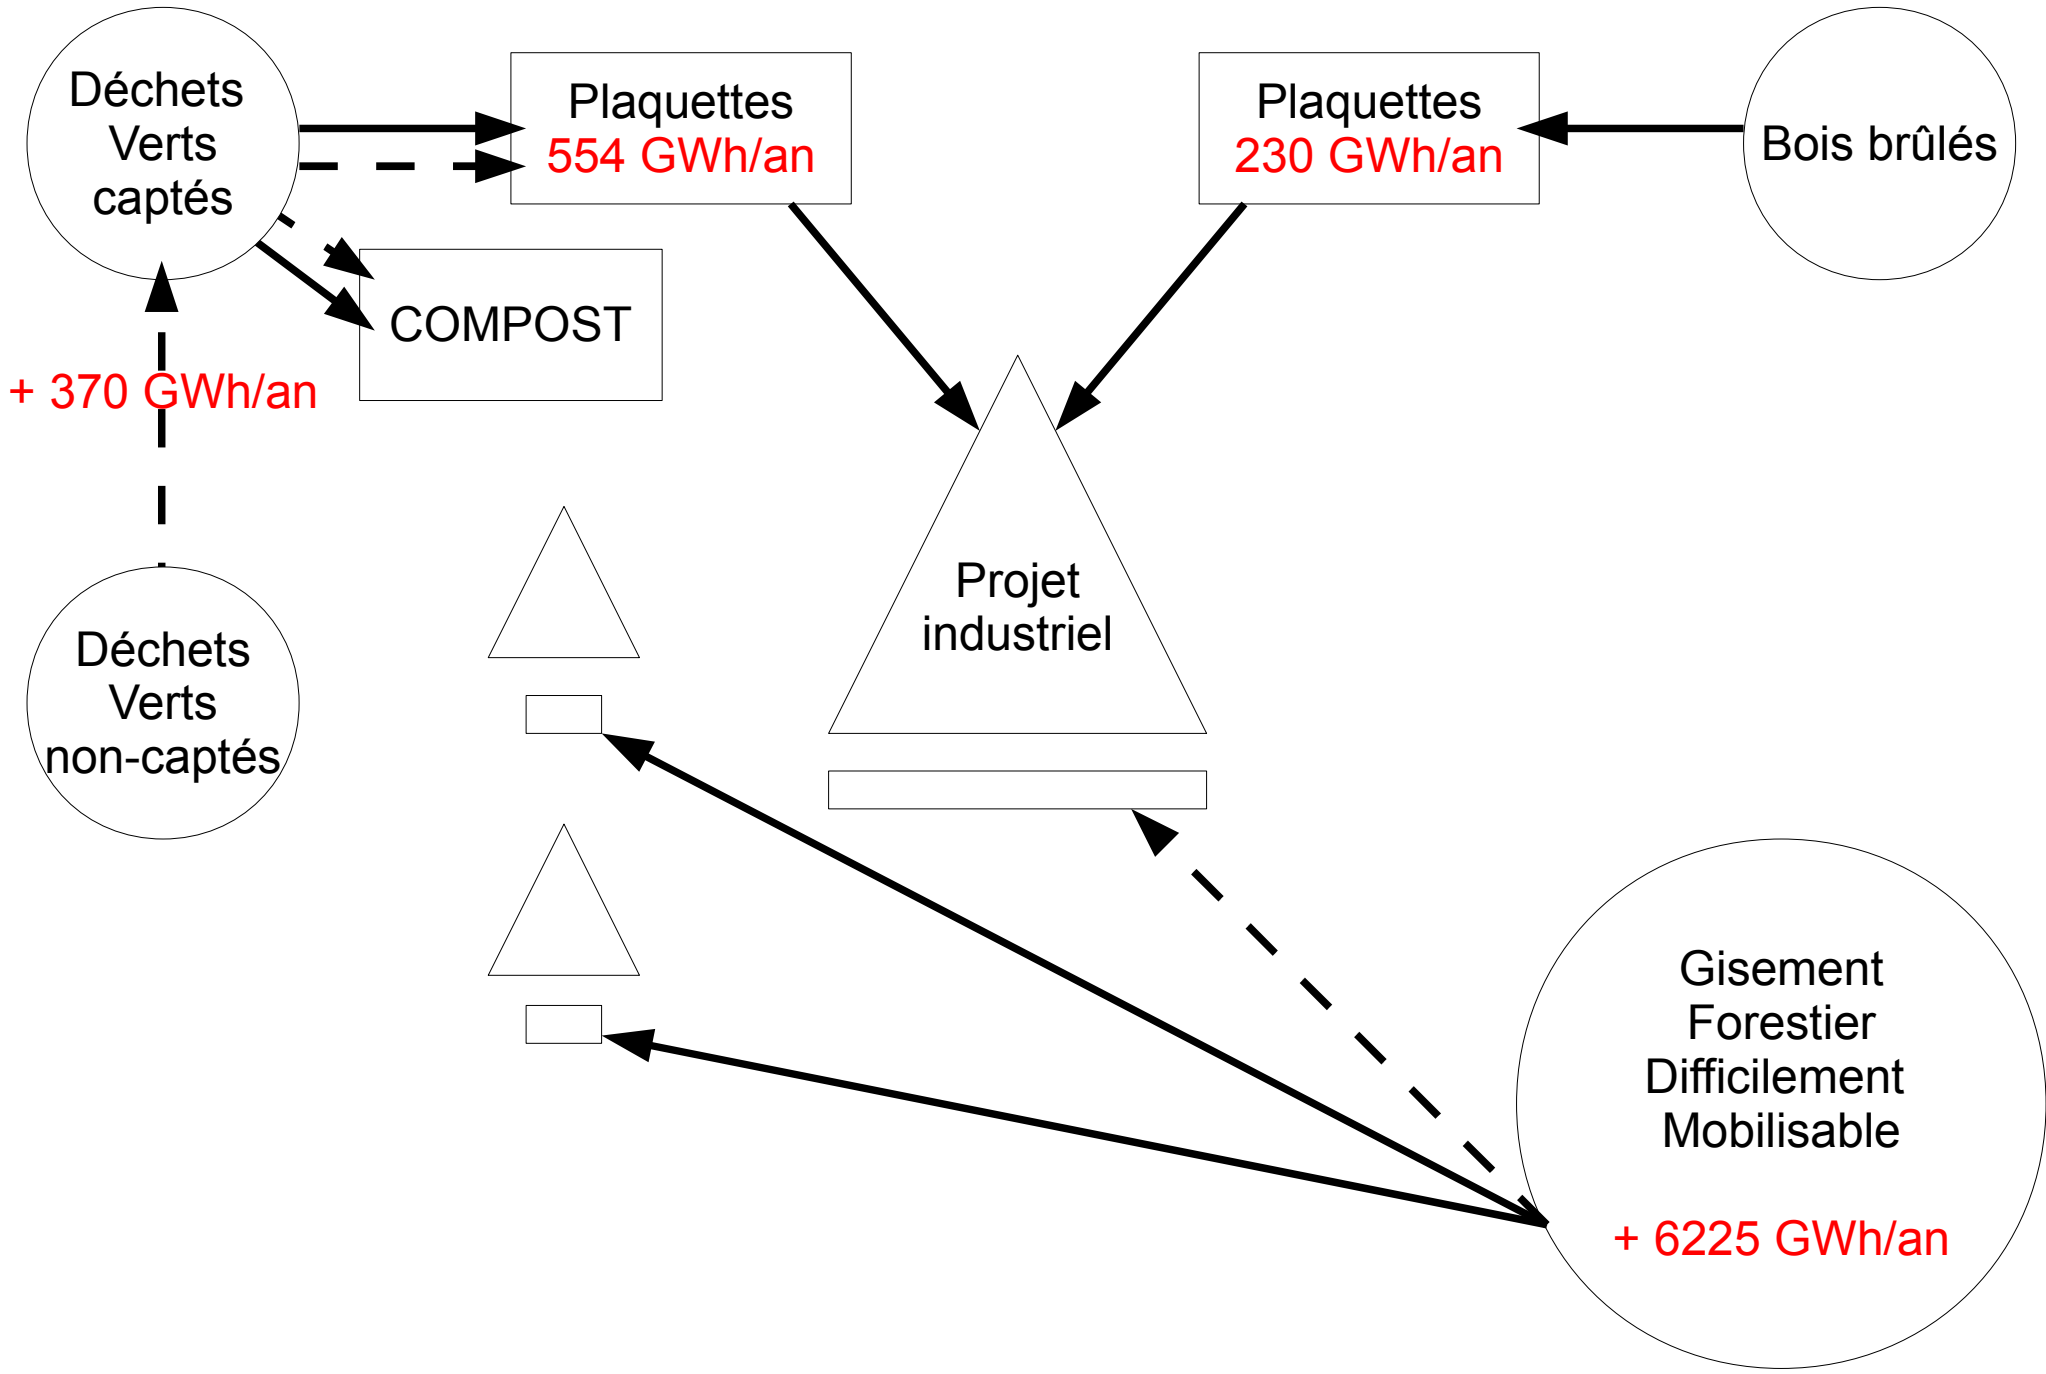 Déchets
Verts
captés
Plaquettes
554 GWh/an
Plaquettes
230 GWh/an
Bois brûlés
COMPOST
+ 370 GWh/an
Projet
industriel
Déchets
Verts
non-captés
Gisement
Forestier
Difficilement
Mobilisable
+ 6225 GWh/an